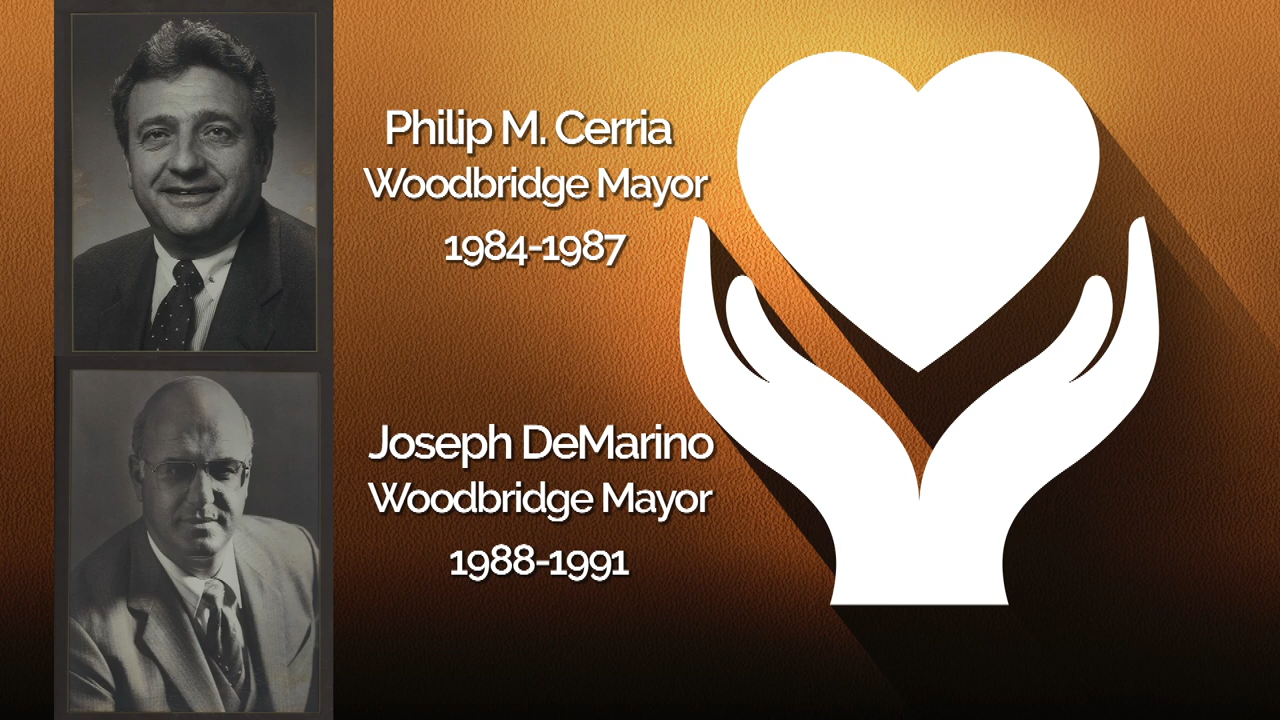 Philip M. Cerria
Woodbridge Mayor
1984-1987
Joseph DeMarino
Woodbridge Mayor
1988-1991